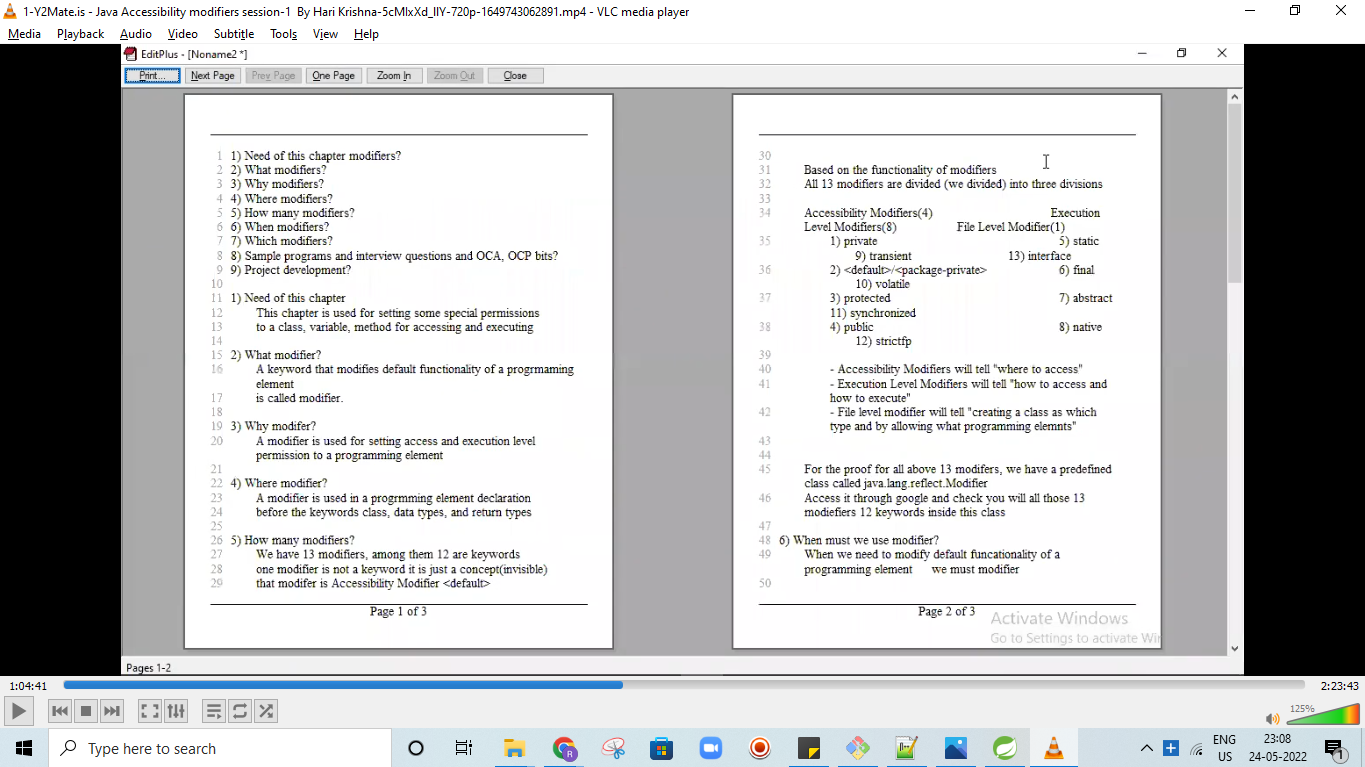 1-Y2Mate.is - Java Accessibility modifiers session-1 By Hari Krishna-5cMlxXd_lIY-720p-1649743062891.mp4 - VLC media player
Media Playback Audio Video Subtitle Tools View Help
EditPlus - [Noname2 *]
Print... Next Page Prev Page One Page Zoom In Zoom Out Close
1 1) Need of this chapter modifiers?
2 2) What modifiers?
3 3) Why modifiers?
4 4) Where modifiers?
5 5) How many modifiers?
6 6) When modifiers?
7 7) Which modifiers?
8 8) Sample programs and interview questions and OCA, OCP bits?
9 9) Project development?
10
11 1) Need of this chapter
12 This chapter is used for setting some special permissions
13 to a class, variable, method for accessing and executing
14
15 2) What modifier?
16 A keyword that modifies default functionality of a progrmaming
element
17 is called modifier.
18
19 3) Why modifer?
20 A modifier is used for setting access and execution level
permission to a programming element
21
22 4) Where modifier?
23 A modifier is used in a progrmming element declaration
24 before the keywords class, data types, and return types
25
26 5) How many modifiers?
27 We have 13 modifiers, among them 12 are keywords
28 one modifier is not a keyword it is just a concept(invisible)
29 that modifer is Accessibility Modifier <default>
Page 1 of 3
30
31 Based on the functionality of modifiers
32 All 13 modifiers are divided (we divided) into three divisions
33
34 Accessibility Modifiers(4) Execution
Level Modifiers(8) File Level Modifier(1)
35 1) private 5) static
9) transient 13) interface
36 2) <default>/<package-private> 6) final
10) volatile
37 3) protected 7) abstract
11) synchronized
38 4) public 8) native
12) strictfp
39
40 - Accessibility Modifiers will tell "where to access"
41 - Execution Level Modifiers will tell "how to access and
how to execute"
42 - File level modifier will tell "creating a class as which
type and by allowing what programming elemnts"
43
44
45 For the proof for all above 13 modifers, we have a predefined
class called java.lang.reflect.Modifier
46 Access it through google and check you will all those 13
modiefiers 12 keywords inside this class
47
48 6) When must we use modifier?
49 When we need to modify default funcationality of a
programming element we must modifier
50
Page 2 of 3
Activate Windows
Go to Settings to activate Wi
Pages 1-2
1:04:41 2:23:43
125%
Type here to search
ENG
US
23:08
24-05-2022
1